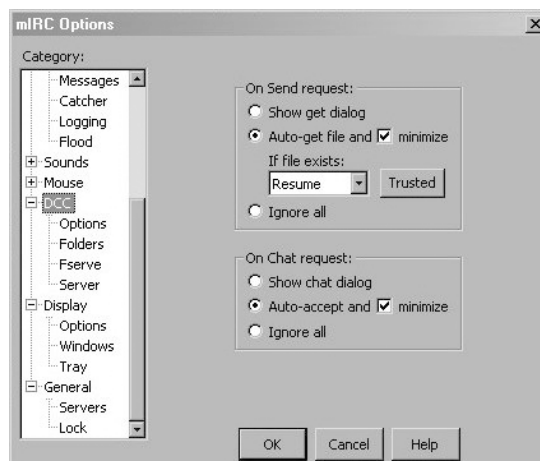 mIRC Options
Category:
Messages
Catcher
Logging
Flood
Sounds
Mouse
DCC
Options
Folders
Fserve
Server
Display
Options
Windows
Tray
General
Servers
Lock
On Send request:
Show get dialog
Auto-get file and minimize
If file exists:
Resume Trusted
Ignore all
On Chat request:
Show chat dialog
Auto-accept and minimize
Ignore all
OK Cancel Help